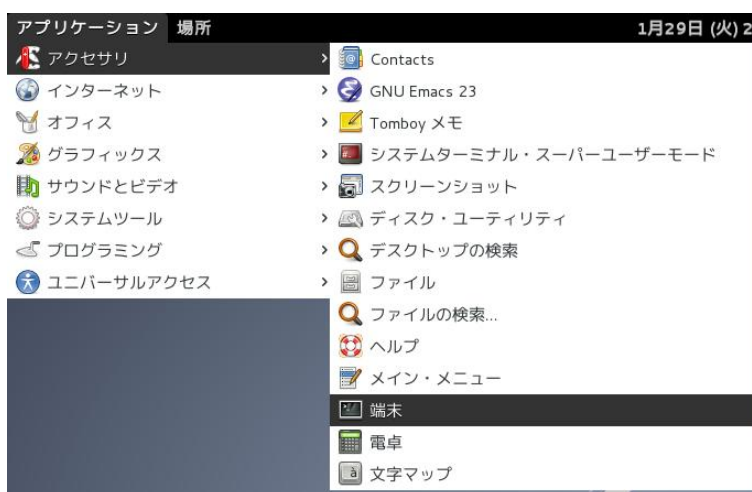 アプリケーション 場所 1月29日 (火) 2
アクセサリ
インターネット
オフィス
グラフィックス
サウンドとビデオ
システムツール
プログラミング
ユニバーサルアクセス
Contacts
GNU Emacs 23
Tomboy メモ
システムターミナル・スーパーユーザーモード
スクリーンショット
ディスク・ユーティリティ
デスクトップの検索
ファイル
ファイルの検索...
ヘルプ
メイン・メニュー
端末
電卓
文字マップ